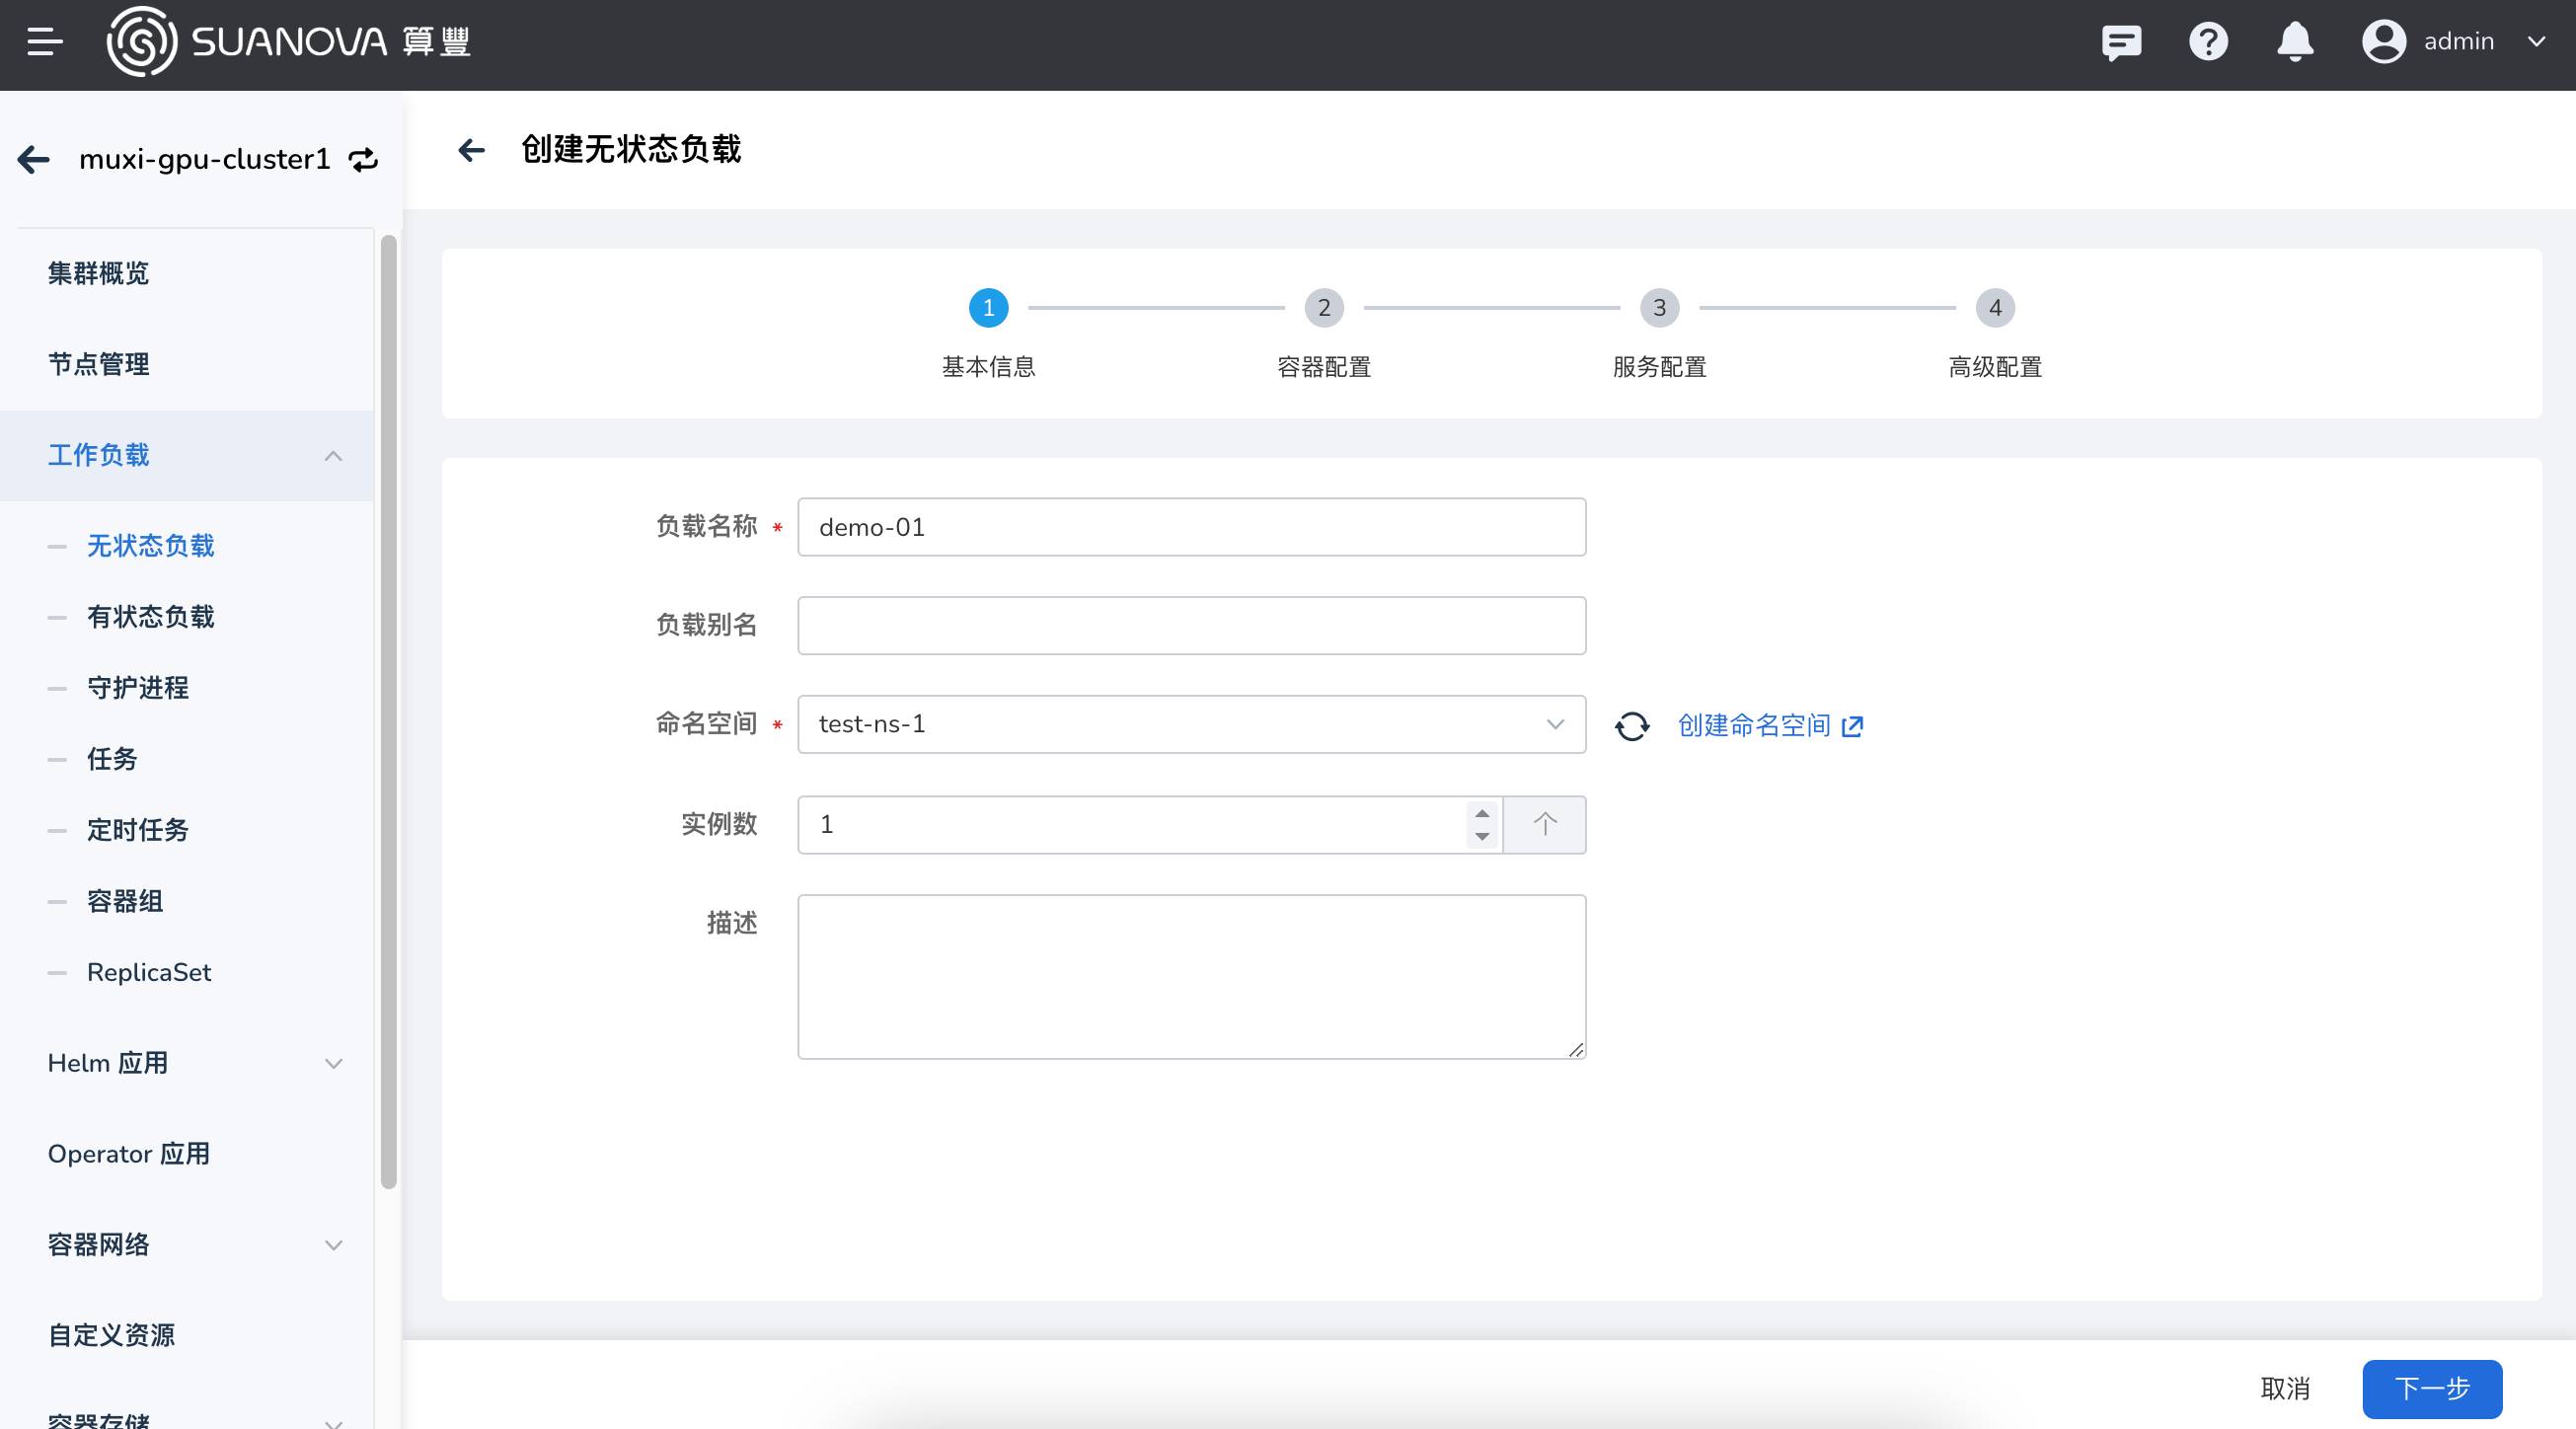 SUANOVA 算豐
admin
muxi-gpu-cluster1
集群概览
节点管理
工作负载
无状态负载
有状态负载
守护进程
任务
定时任务
容器组
ReplicaSet
Helm 应用
Operator 应用
容器网络
自定义资源
容器存储
创建无状态负载
1
2
3
4
基本信息
容器配置
服务配置
高级配置
负载名称 *
demo-01
负载别名
命名空间 *
test-ns-1
创建命名空间
实例数
1
个
描述
取消
下一步